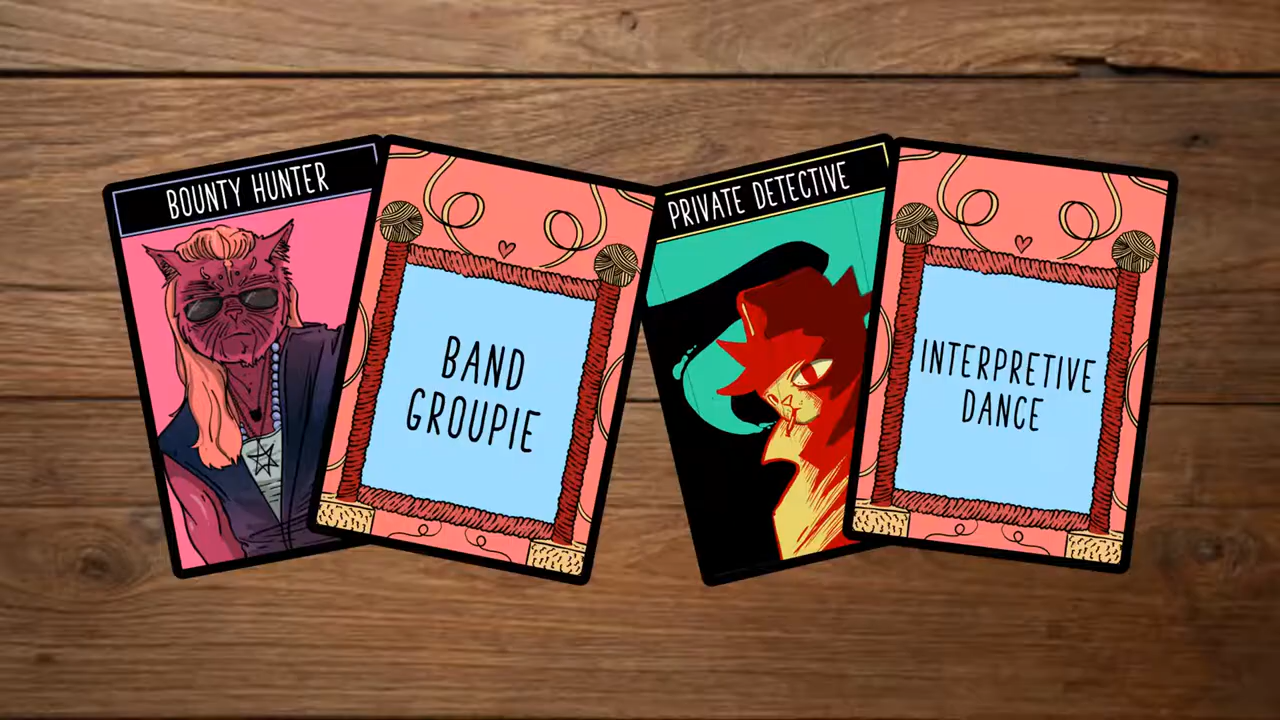 BOUNTY HUNTER
BAND
GROUPIE
PRIVATE DETECTIVE
INTERPRETIVE
DANCE